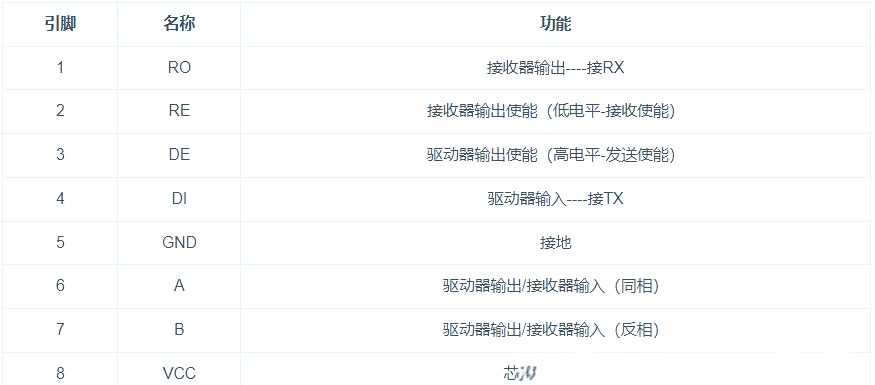 引脚 名称 功能
1 RO 接收器输出----接RX
2 RE 接收器输出使能（低电平-接收使能）
3 DE 驱动器输出使能（高电平-发送使能）
4 DI 驱动器输入----接TX
5 GND 接地
6 A 驱动器输出/接收器输入（同相）
7 B 驱动器输出/接收器输入（反相）
8 VCC 芯